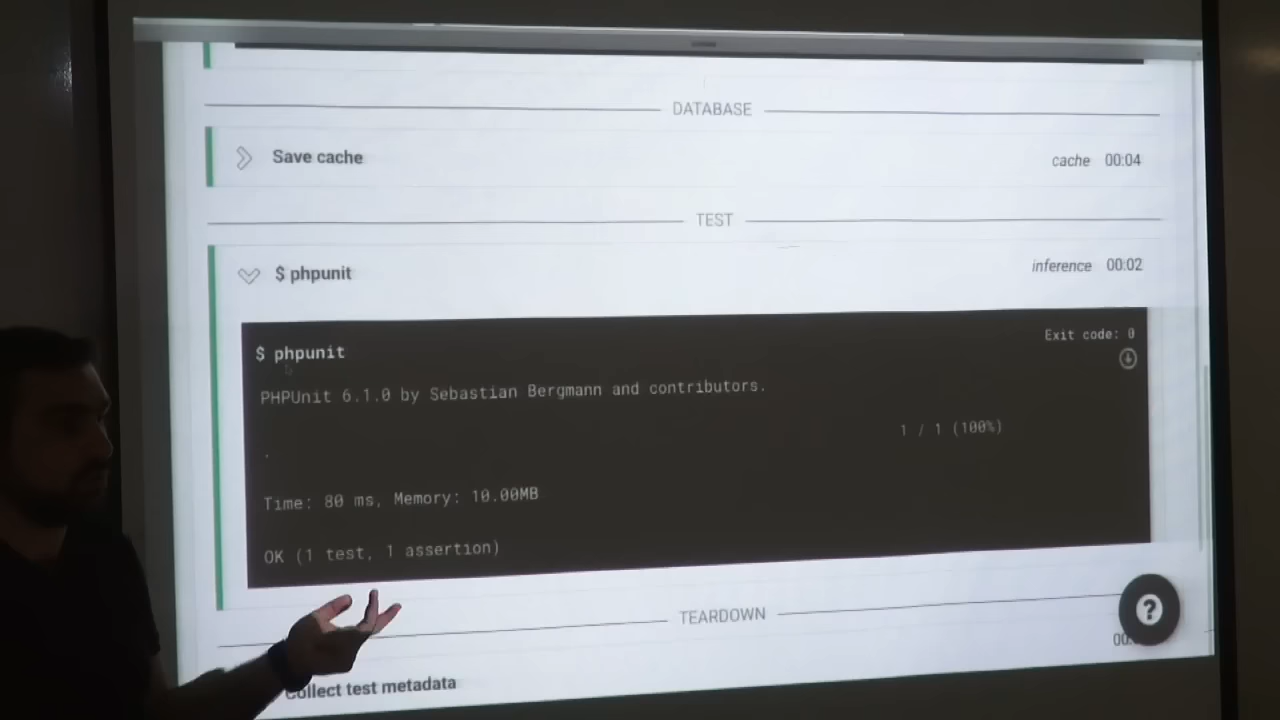 DATABASE
Save cache
cache 00:04
TEST
$ phpunit
inference 00:02
$ phpunit
Exit code: 0
PHPUnit 6.1.0 by Sebastian Bergmann and contributors.
1 / 1 (100%)
.
Time: 80 ms, Memory: 10.00MB
OK (1 test, 1 assertion)
TEARDOWN
?
Collect test metadata